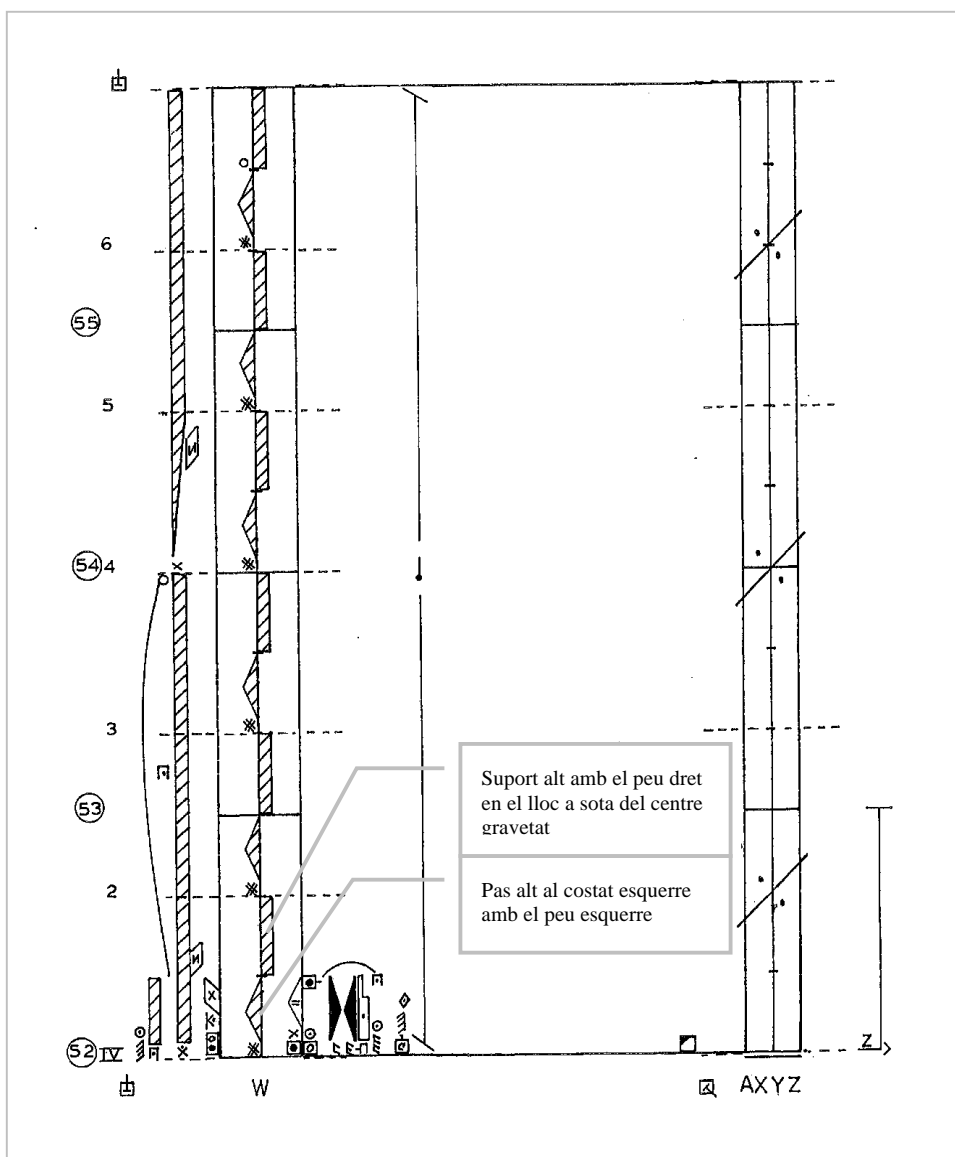 6
55
5
54 4
3
Suport alt amb el peu dret
en el lloc a sota del centre
gravetat
53
Pas alt al costat esquerre
amb el peu esquerre
2
52 IV
Z
W
A X Y Z